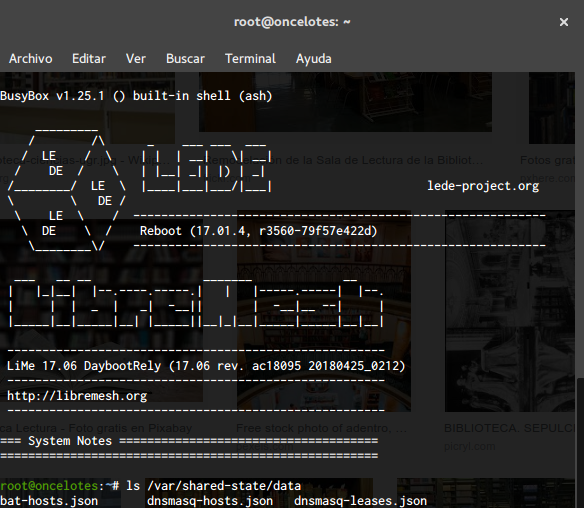 root@oncelotes: ~
Archivo Editar Ver Buscar Terminal Ayuda
BusyBox v1.25.1 () built-in shell (ash)
LE
DE
LE
DE
LE
DE
LEDE
lede-project.org
Reboot (17.01.4, r3560-79f57e422d)
LibreMesh
LiMe 17.06 DaybootRely (17.06 rev. ac18095 20180425_0212)
http://libremesh.org
=== System Notes =====================================
root@oncelotes:~# ls /var/shared-state/data
bat-hosts.json dnsmasq-hosts.json dnsmasq-leases.json